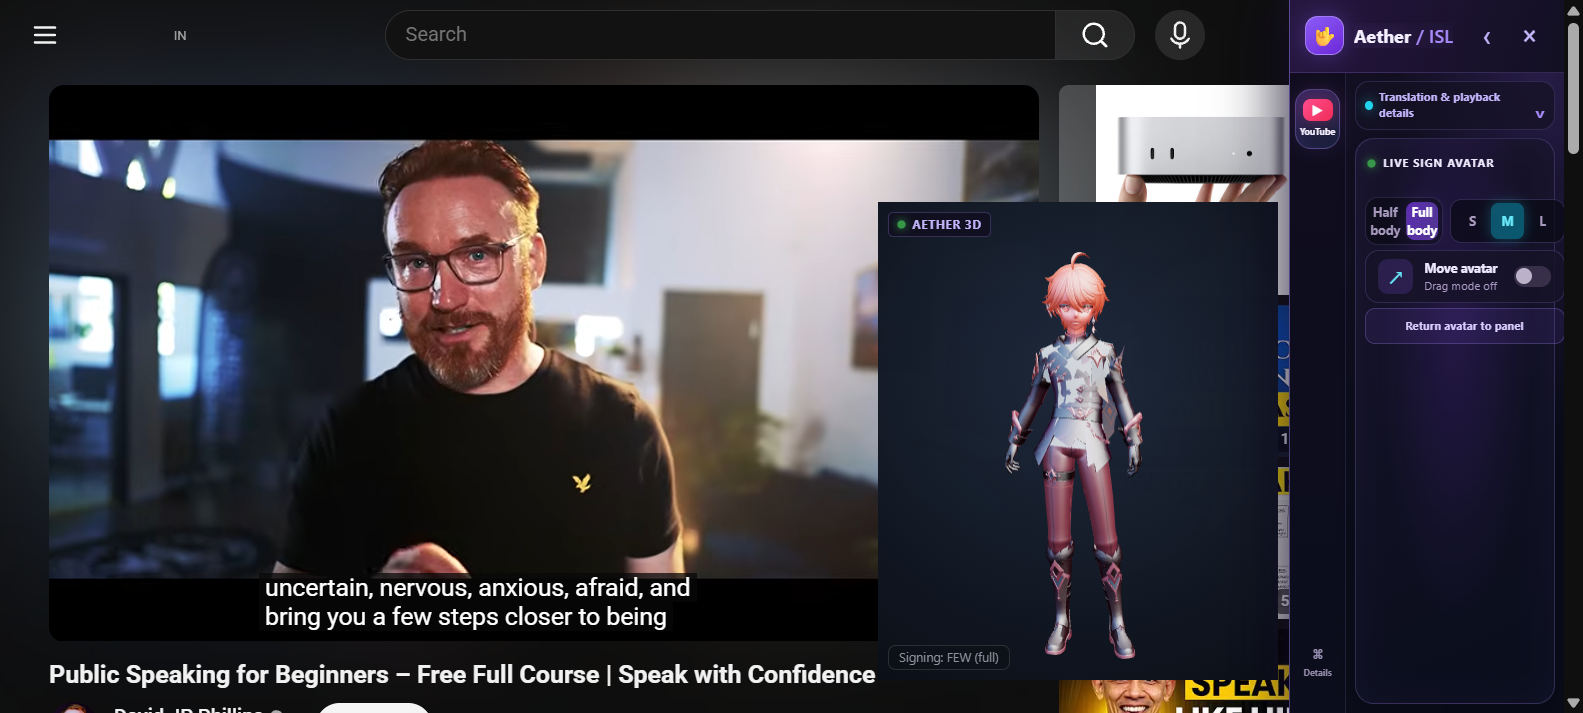 IN
Search
Aether / ISL
YouTube
Translation & playback
details
LIVE SIGN AVATAR
Half
body
Full
body
S
M
L
Move avatar
Drag mode off
Return avatar to panel
AETHER 3D
Signing: FEW (full)
uncertain, nervous, anxious, afraid, and
bring you a few steps closer to being
Public Speaking for Beginners – Free Full Course | Speak with Confidence
Details